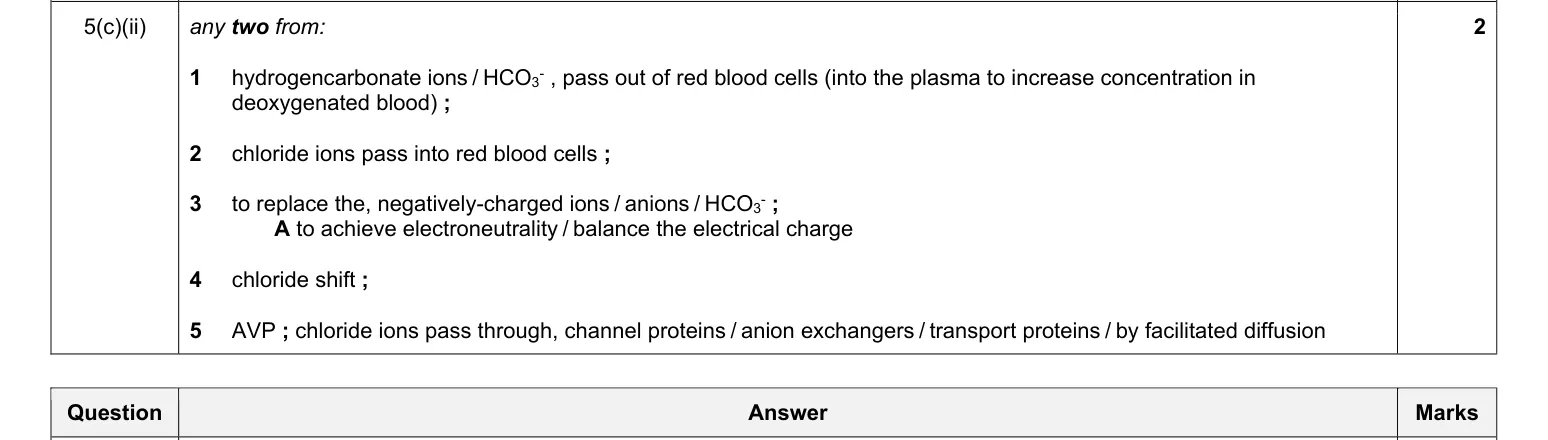 5(c)(ii) any two from: 2
1 hydrogencarbonate ions / HCO₃⁻ , pass out of red blood cells (into the plasma to increase concentration in
deoxygenated blood) ;
2 chloride ions pass into red blood cells ;
3 to replace the, negatively-charged ions / anions / HCO₃⁻ ;
A to achieve electroneutrality / balance the electrical charge
4 chloride shift ;
5 AVP ; chloride ions pass through, channel proteins / anion exchangers / transport proteins / by facilitated diffusion
Question Answer Marks